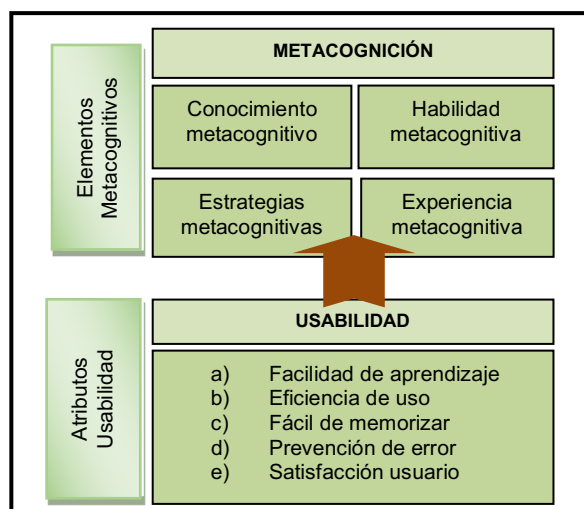 Elementos
Metacognitivos
METACOGNICIÓN
Conocimiento
metacognitivo
Habilidad
metacognitiva
Estrategias
metacognitivas
Experiencia
metacognitiva
Atributos
Usabilidad
USABILIDAD
a) Facilidad de aprendizaje
b) Eficiencia de uso
c) Fácil de memorizar
d) Prevención de error
e) Satisfacción usuario